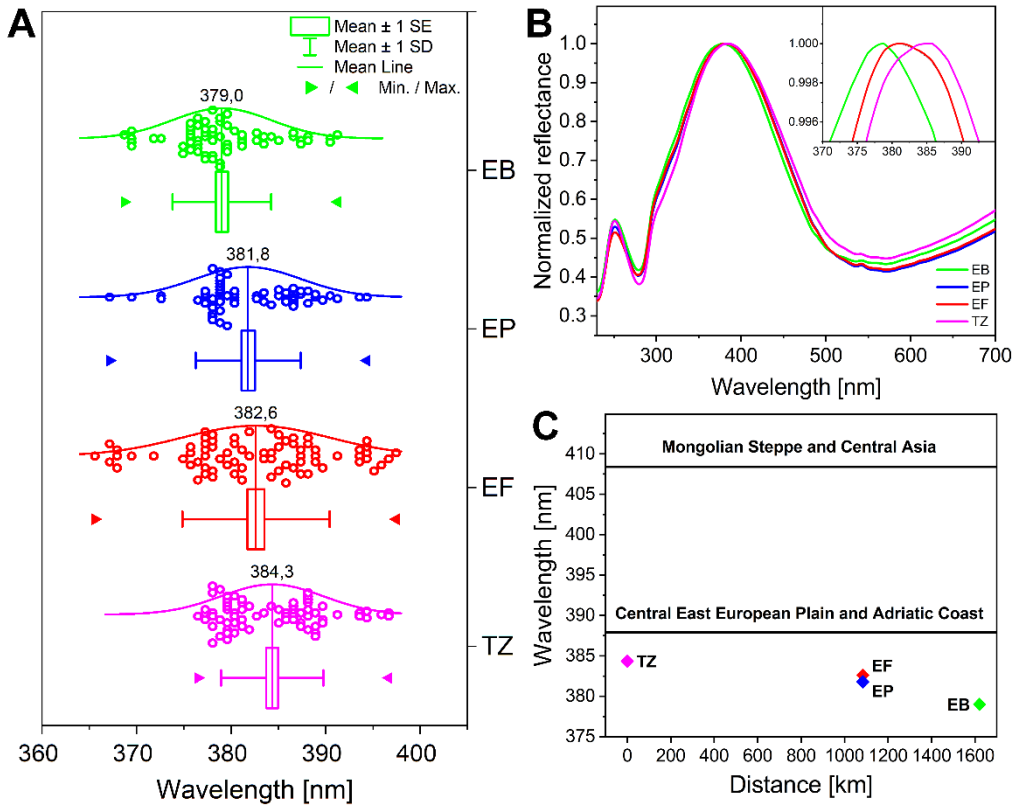 A
Mean ± 1 SE
Mean ± 1 SD
Mean Line
/ Min. / Max.
379,0
EB
381,8
EP
382,6
EF
384,3
TZ
360 370 380 390 400
Wavelength [nm]
B
Normalized reflectance
1.0
0.9
0.8
0.7
0.6
0.5
0.4
0.3
1.000
0.998
0.996
370 375 380 385 390
EB
EP
EF
TZ
300 400 500 600 700
Wavelength [nm]
C
Wavelength [nm]
410
405
400
395
390
385
380
375
Mongolian Steppe and Central Asia
Central East European Plain and Adriatic Coast
TZ
EF
EP
EB
0 200 400 600 800 1000 1200 1400 1600
Distance [km]